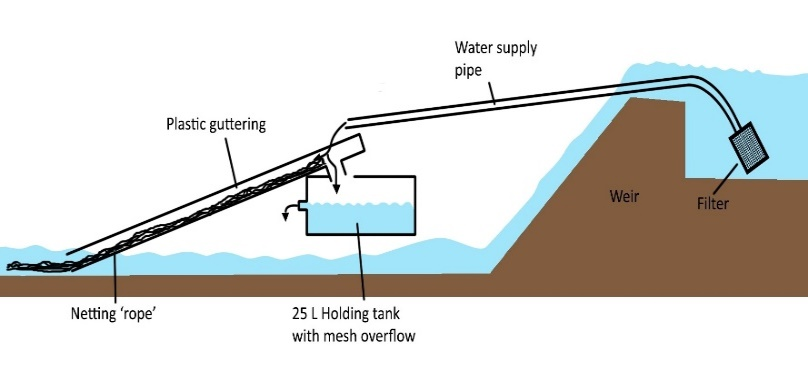 Water supply
pipe
Plastic guttering
Weir
Filter
Netting ‘rope’
25 L Holding tank
with mesh overflow